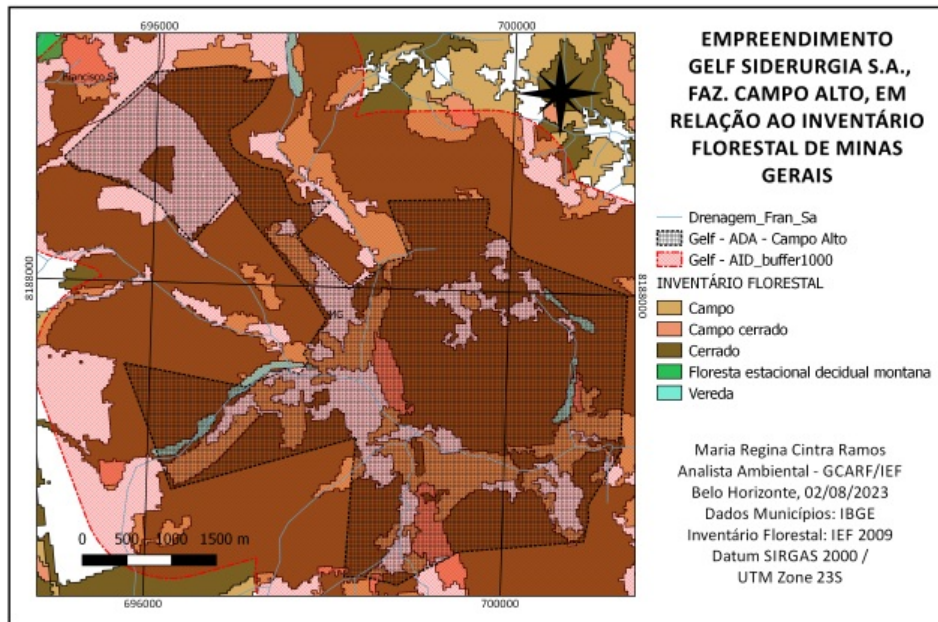 696000
700000
Francisco Sá
8188000
8188000
MG
0 500 1000 1500 m
696000
700000
EMPREENDIMENTO
GELF SIDERURGIA S.A.,
FAZ. CAMPO ALTO, EM
RELAÇÃO AO INVENTÁRIO
FLORESTAL DE MINAS
GERAIS
Drenagem_Fran_Sa
Gelf - ADA - Campo Alto
Gelf - AID_buffer1000
INVENTÁRIO FLORESTAL
Campo
Campo cerrado
Cerrado
Floresta estacional decidual montana
Vereda
Maria Regina Cintra Ramos
Analista Ambiental - GCARF/IEF
Belo Horizonte, 02/08/2023
Dados Municípios: IBGE
Inventário Florestal: IEF 2009
Datum SIRGAS 2000 /
UTM Zone 23S